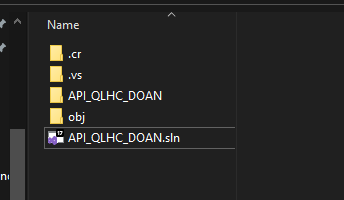 Name
.cr
.vs
API_QLHC_DOAN
obj
API_QLHC_DOAN.sln